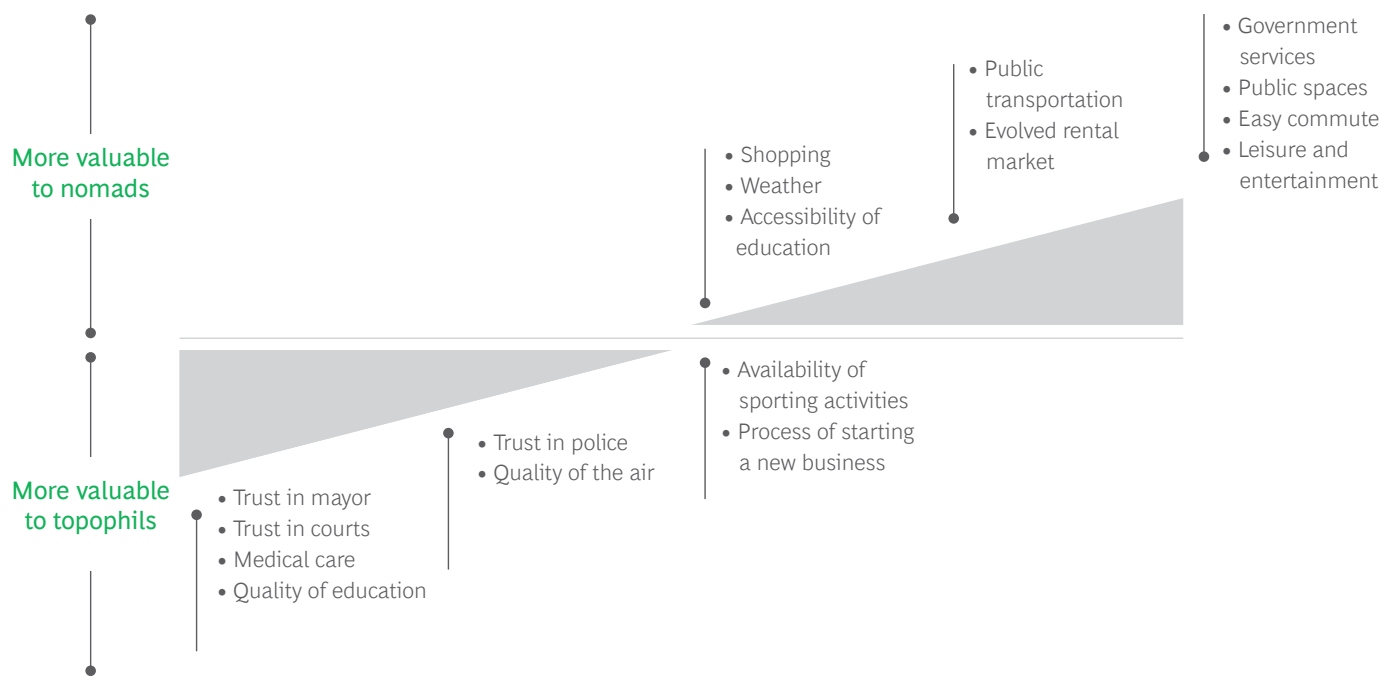 More valuable
to nomads
• Shopping
• Weather
• Accessibility of
education
• Public
transportation
• Evolved rental
market
• Government
services
• Public spaces
• Easy commute
• Leisure and
entertainment
More valuable
to topophils
• Trust in mayor
• Trust in courts
• Medical care
• Quality of education
• Trust in police
• Quality of the air
• Availability of
sporting activities
• Process of starting
a new business